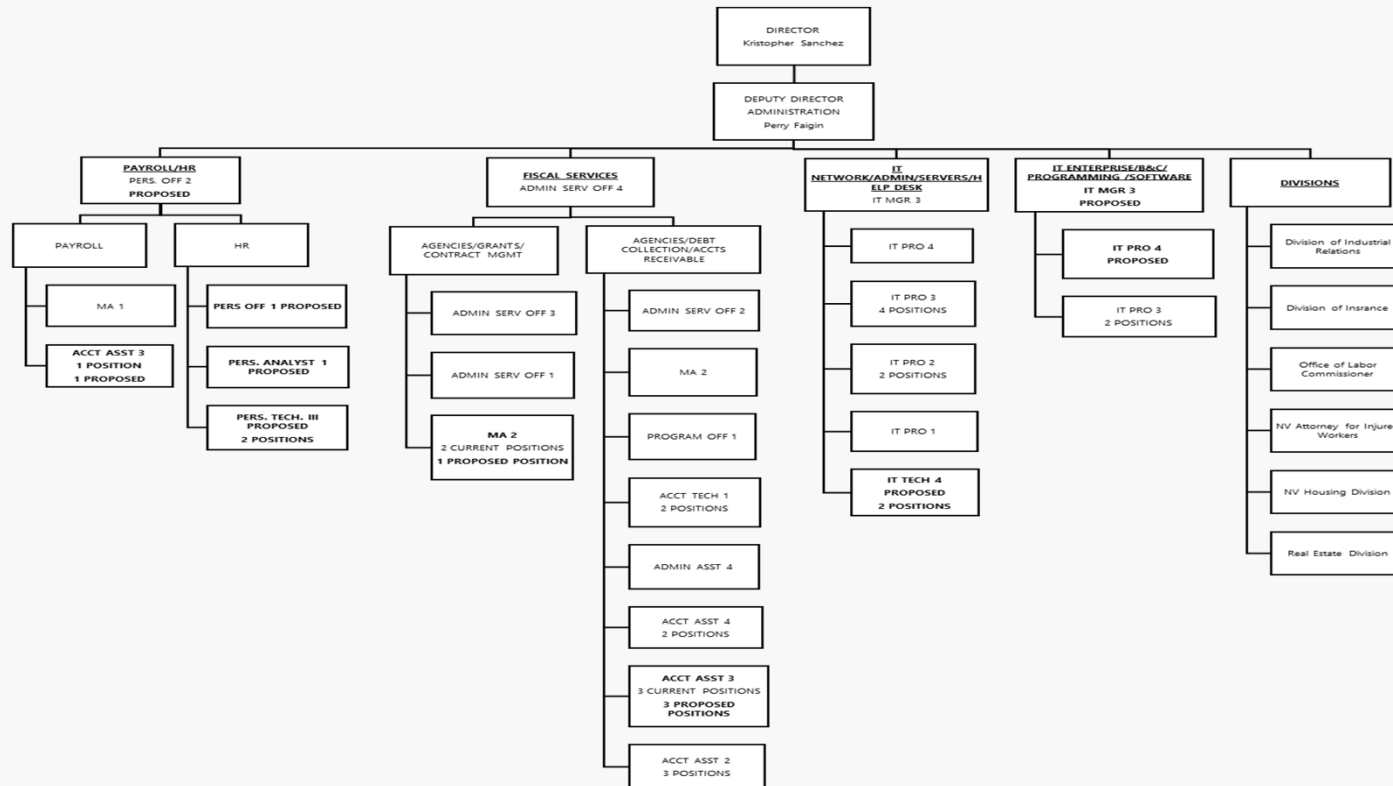 DIRECTOR
Kristopher Sanchez
DEPUTY DIRECTOR
ADMINISTRATION
Perry Faigin
PAYROLL/HR
PERS. OFF 2
PROPOSED
PAYROLL
MA 1
ACCT ASST 3
1 POSITION
1 PROPOSED
HR
PERS OFF 1 PROPOSED
PERS. ANALYST 1
PROPOSED
PERS. TECH. III
PROPOSED
2 POSITIONS
FISCAL SERVICES
ADMIN SERV OFF 4
AGENCIES/GRANTS/
CONTRACT MGMT
ADMIN SERV OFF 3
ADMIN SERV OFF 1
MA 2
2 CURRENT POSITIONS
1 PROPOSED POSITION
AGENCIES/DEBT
COLLECTION/ACCTS
RECEIVABLE
ADMIN SERV OFF 2
MA 2
PROGRAM OFF 1
ACCT TECH 1
2 POSITIONS
ADMIN ASST 4
ACCT ASST 4
2 POSITIONS
ACCT ASST 3
3 CURRENT POSITIONS
3 PROPOSED
POSITIONS
ACCT ASST 2
3 POSITIONS
IT
NETWORK/ADMIN/SERVERS/H
ELP DESK
IT MGR 3
IT PRO 4
IT PRO 3
4 POSITIONS
IT PRO 2
2 POSITIONS
IT PRO 1
IT TECH 4
PROPOSED
2 POSITIONS
IT ENTERPRISE/B&C/
PROGRAMMING /SOFTWARE
IT MGR 3
PROPOSED
IT PRO 4
PROPOSED
IT PRO 3
2 POSITIONS
DIVISIONS
Division of Industrial
Relations
Division of Insrance
Office of Labor
Commissioner
NV Attorney for Injure
Workers
NV Housing Division
Real Estate Division